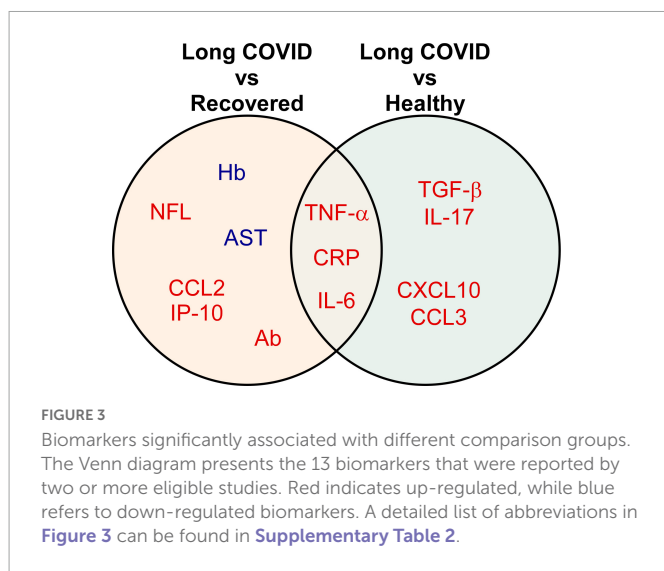 Long COVID
vs
Recovered
Long COVID
vs
Healthy
Hb
NFL
AST
CCL2
IP-10
Ab
TNF-α
CRP
IL-6
TGF-β
IL-17
CXCL10
CCL3
FIGURE 3
Biomarkers significantly associated with different comparison groups.
The Venn diagram presents the 13 biomarkers that were reported by
two or more eligible studies. Red indicates up-regulated, while blue
refers to down-regulated biomarkers. A detailed list of abbreviations in
Figure 3 can be found in Supplementary Table 2.